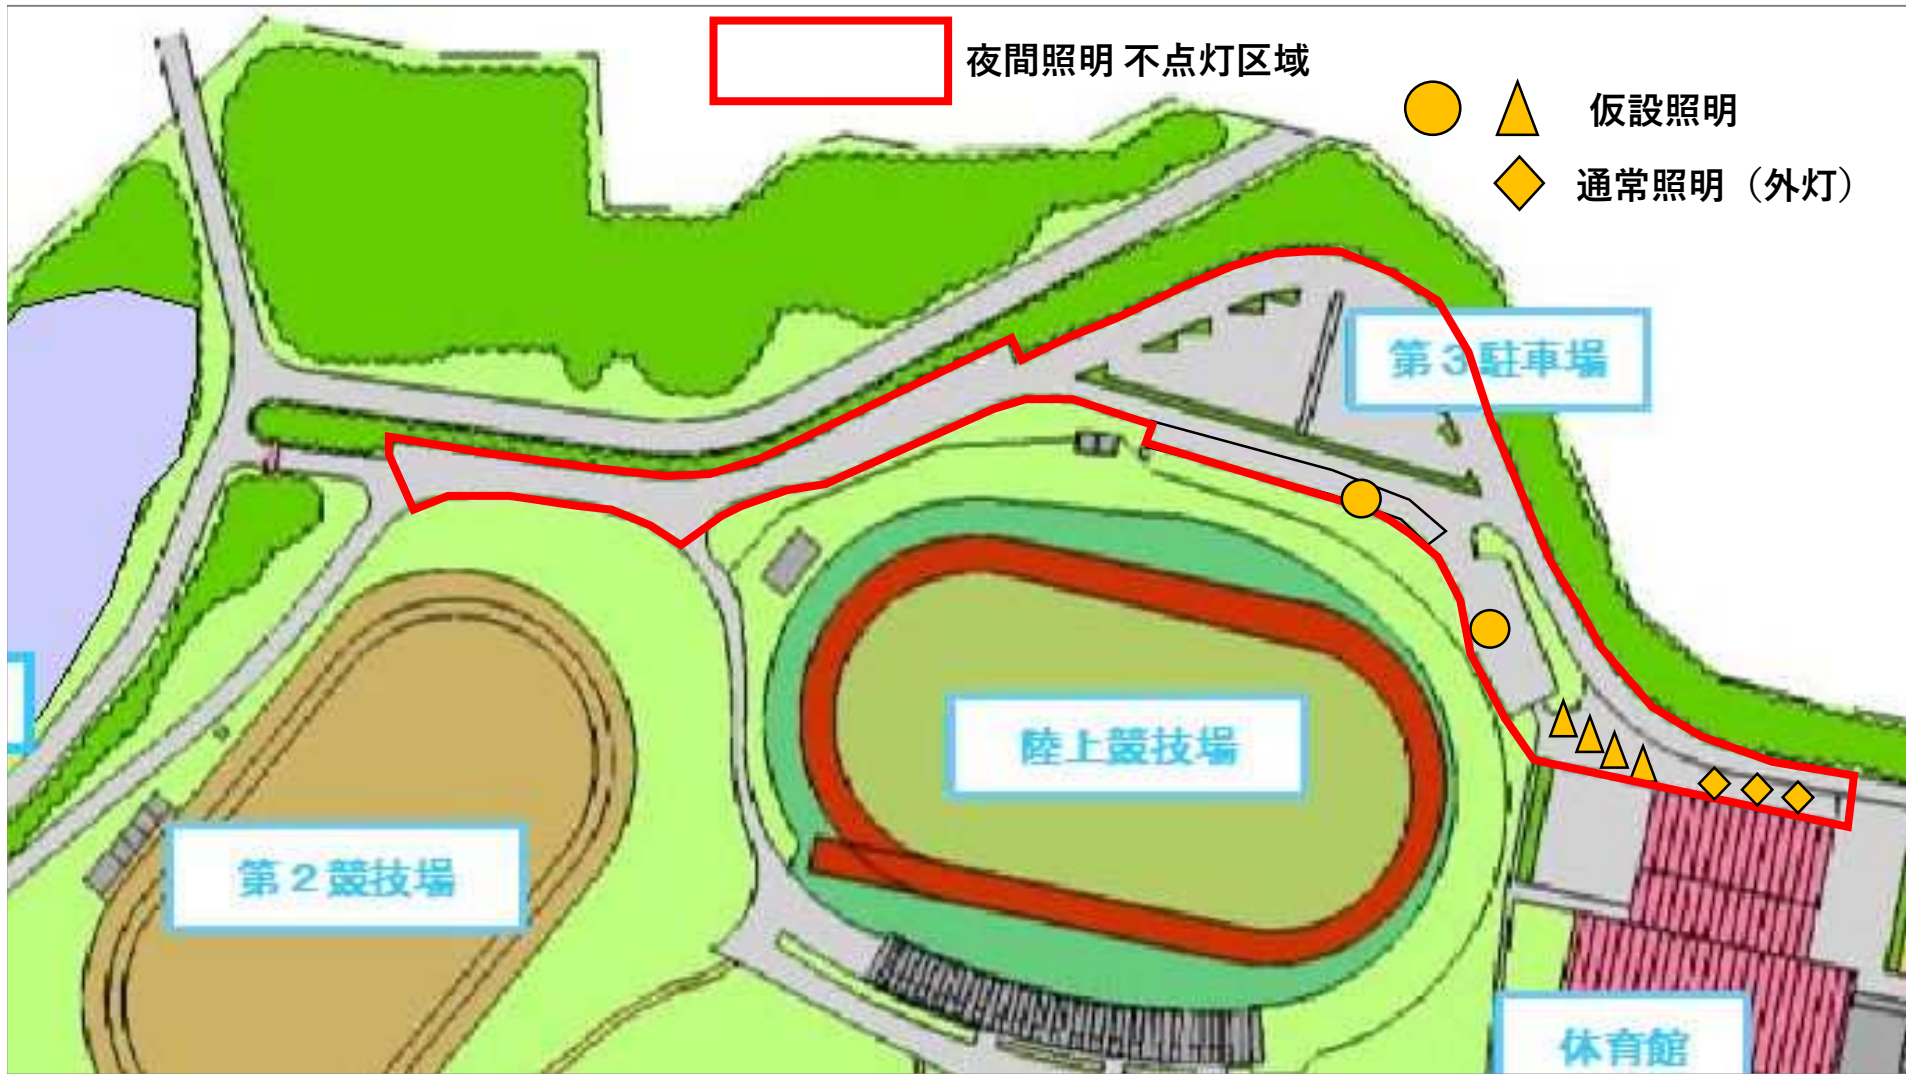 夜間照明 不点灯区域
仮設照明
通常照明（外灯）
第３駐車場
陸上競技場
第２競技場
体育館